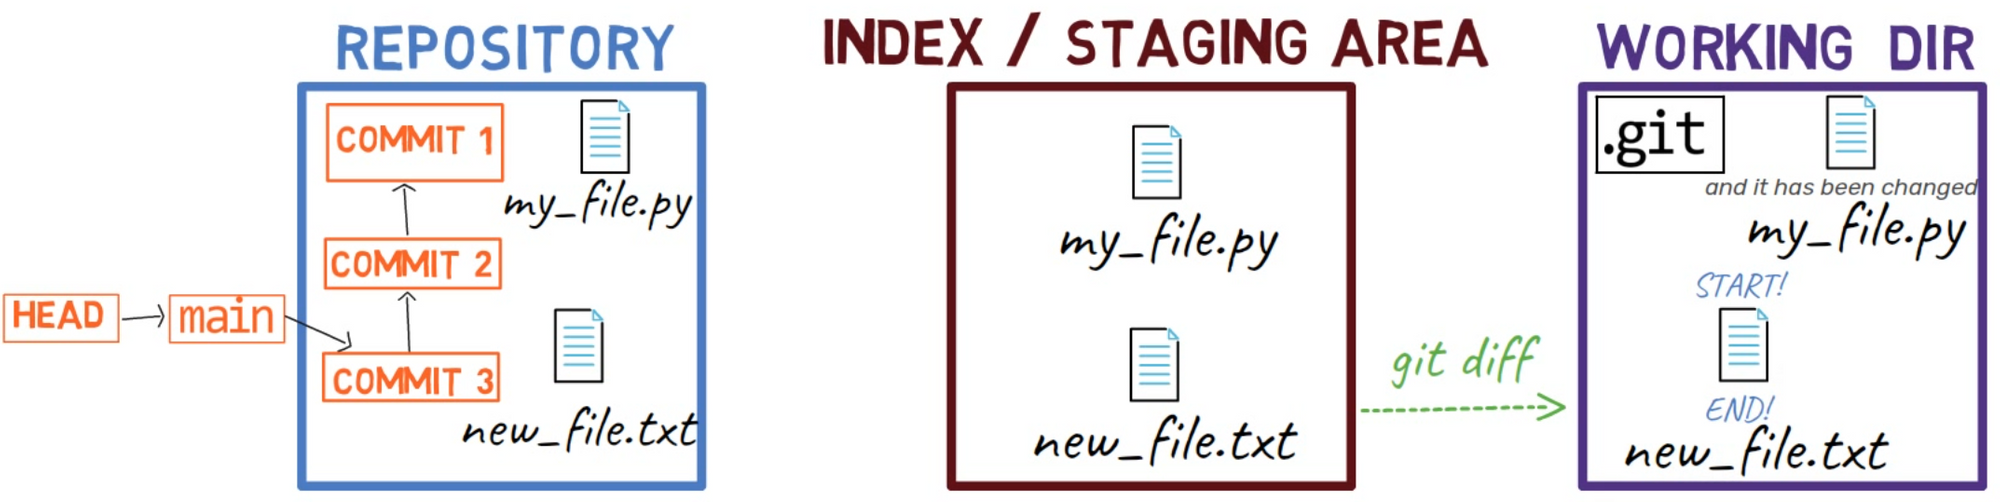 REPOSITORY
COMMIT 1
my_file.py
COMMIT 2
HEAD
main
COMMIT 3
new_file.txt
INDEX / STAGING AREA
my_file.py
new_file.txt
git diff
WORKING DIR
.git
and it has been changed
my_file.py
START!
END!
new_file.txt